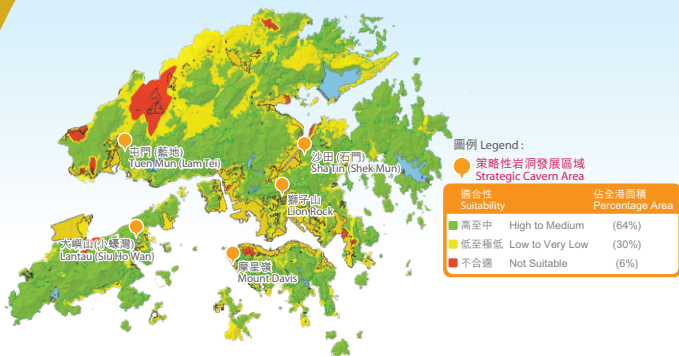 屯門 (藍地)
Tuen Mun (Lam Tei)
沙田 (石門)
Sha Tin (Shek Mun)
獅子山
Lion Rock
大嶼山 (小蠔灣)
Lantau (Siu Ho Wan)
摩星嶺
Mount Davis
圖例 Legend :
策略性岩洞發展區域
Strategic Cavern Area
適合性 佔全港面積
Suitability Percentage Area
高至中 High to Medium (64%)
低至極低 Low to Very Low (30%)
不合適 Not Suitable (6%)